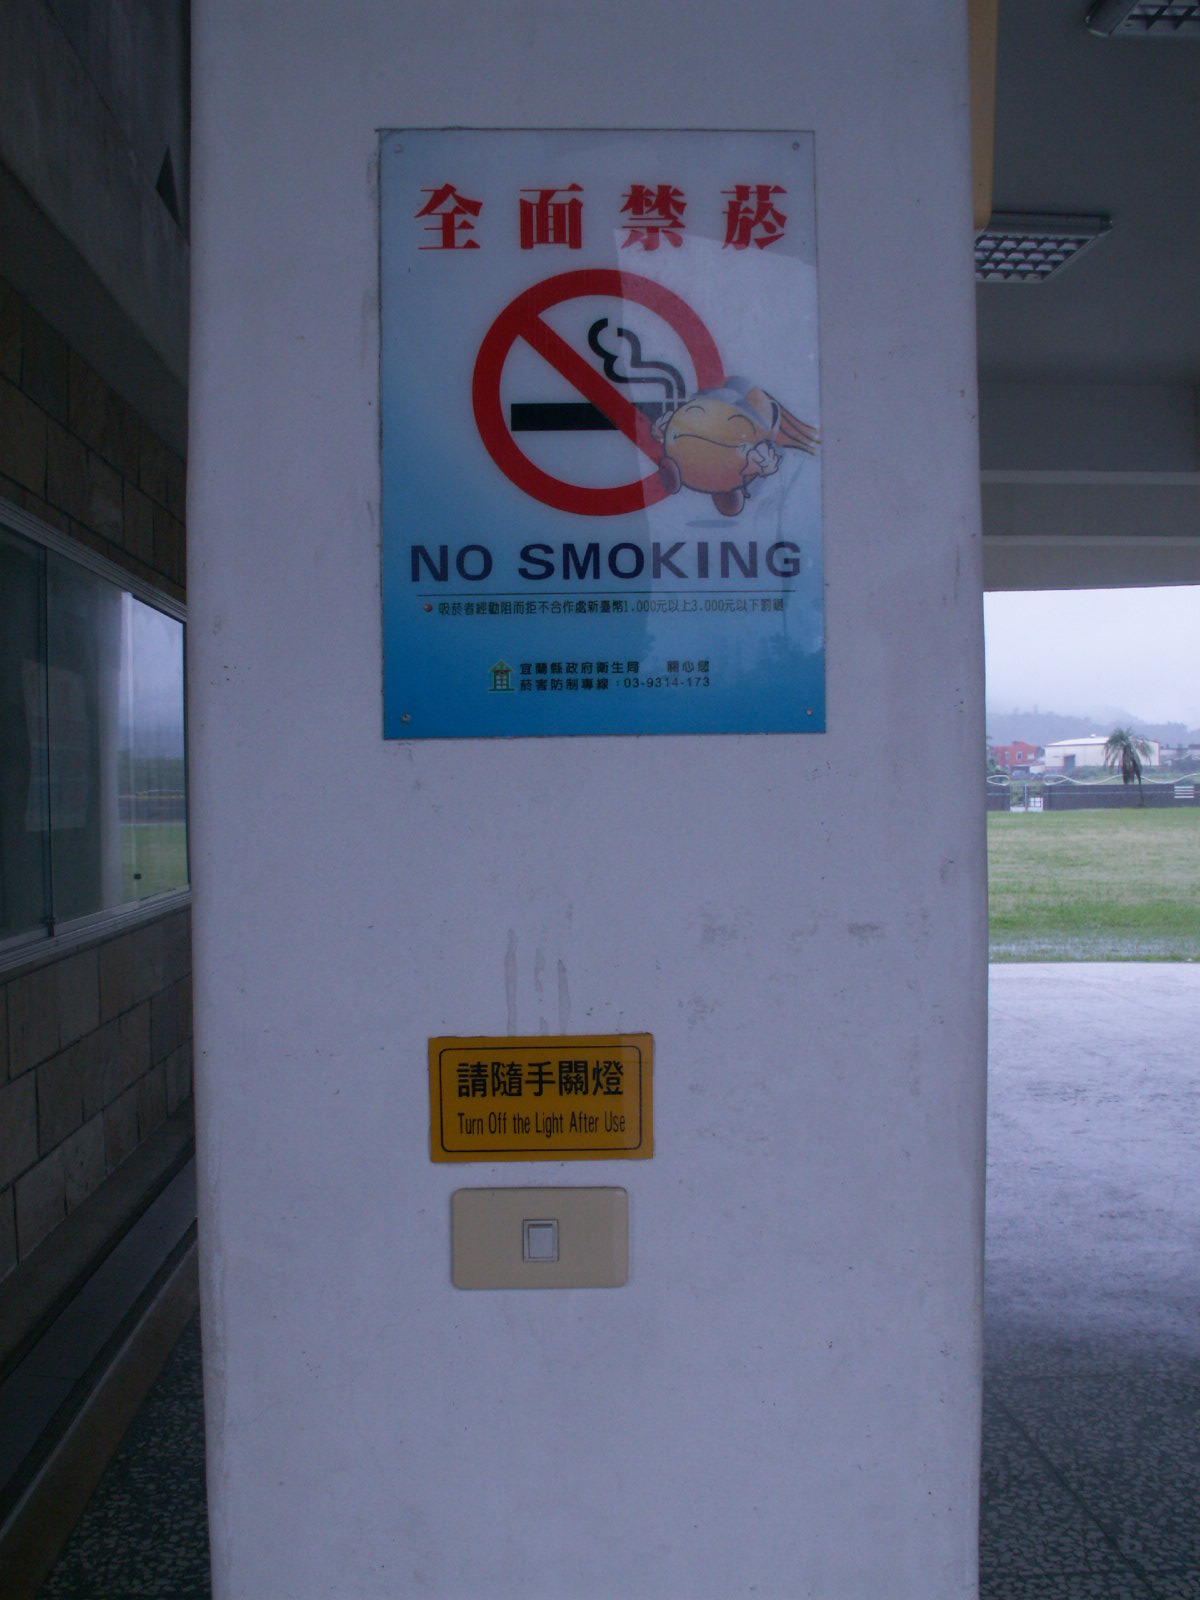 全面禁菸
NO SMOKING
吸菸者經勸阻而拒不合作處新臺幣1.000元以上3.000元以下罰鍰
宜蘭縣政府衛生局 關心您
菸害防制專線：03-9314-173
請隨手關燈
Turn Off the Light After Use